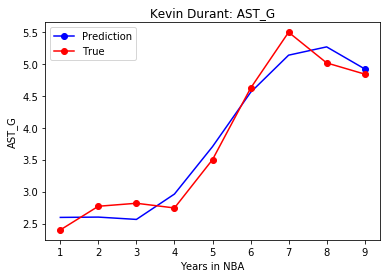 Kevin Durant: AST_G
Prediction
True
AST_G
5.5
5.0
4.5
4.0
3.5
3.0
2.5
1 2 3 4 5 6 7 8 9
Years in NBA